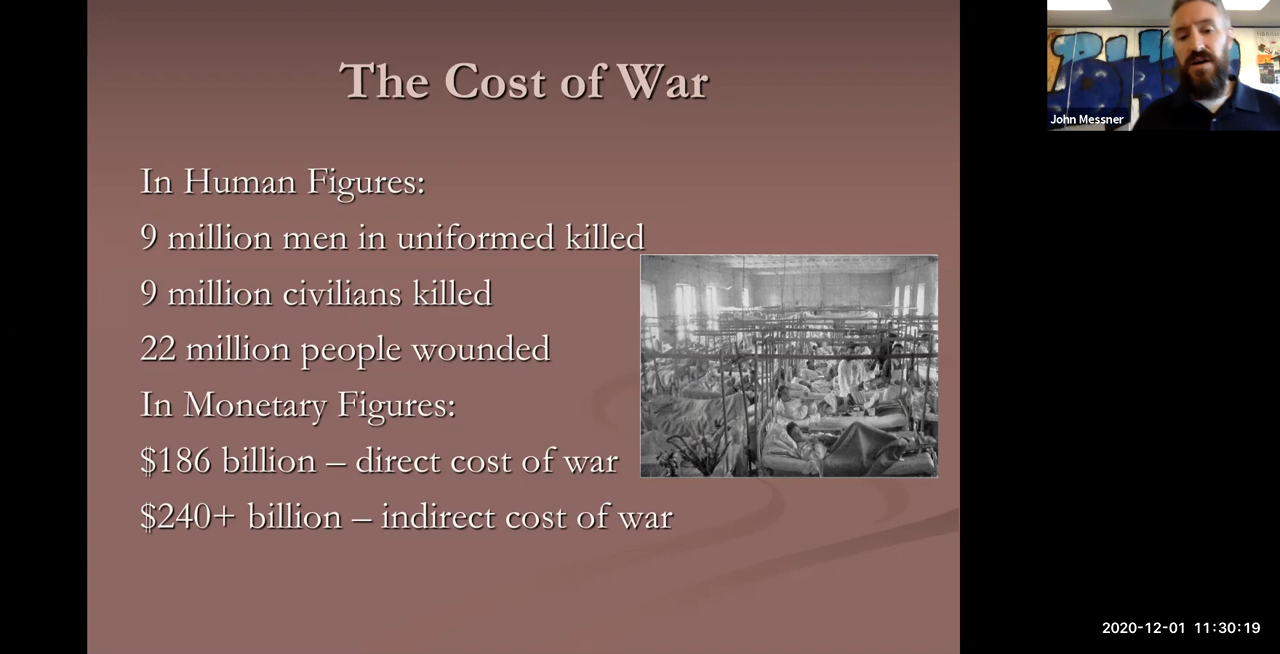 The Cost of War
In Human Figures:
9 million men in uniformed killed
9 million civilians killed
22 million people wounded
In Monetary Figures:
$186 billion – direct cost of war
$240+ billion – indirect cost of war
John Messner
2020-12-01 11:30:19